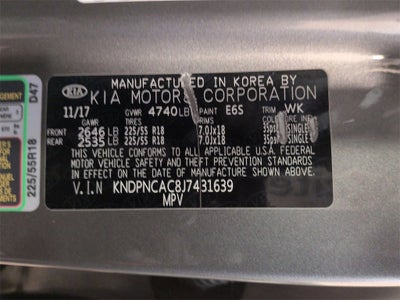 MANUFACTURED IN KOREA BY
KIA KIA MOTORS CORPORATION
11/17 GVWR 4740LB PAINT E6S TRIM WK
TIRES RIMS COLD TIRE
FRONT 2646 LB 225/55 R18 7.0JX18 35psi SINGLE
REAR 2535 LB 225/55 R18 7.0JX18 35psi SINGLE
THIS VEHICLE CONFORMS TO ALL APPLICABLE FEDERAL
MOTOR VEHICLE SAFETY AND THEFT PREVENTION
STANDARDS IN EFFECT ON THE DATE OF
MANUFACTURE SHOWN ABOVE.
V.I.N KNDPNCAC8J7431639
MPV
D47
225/55R18